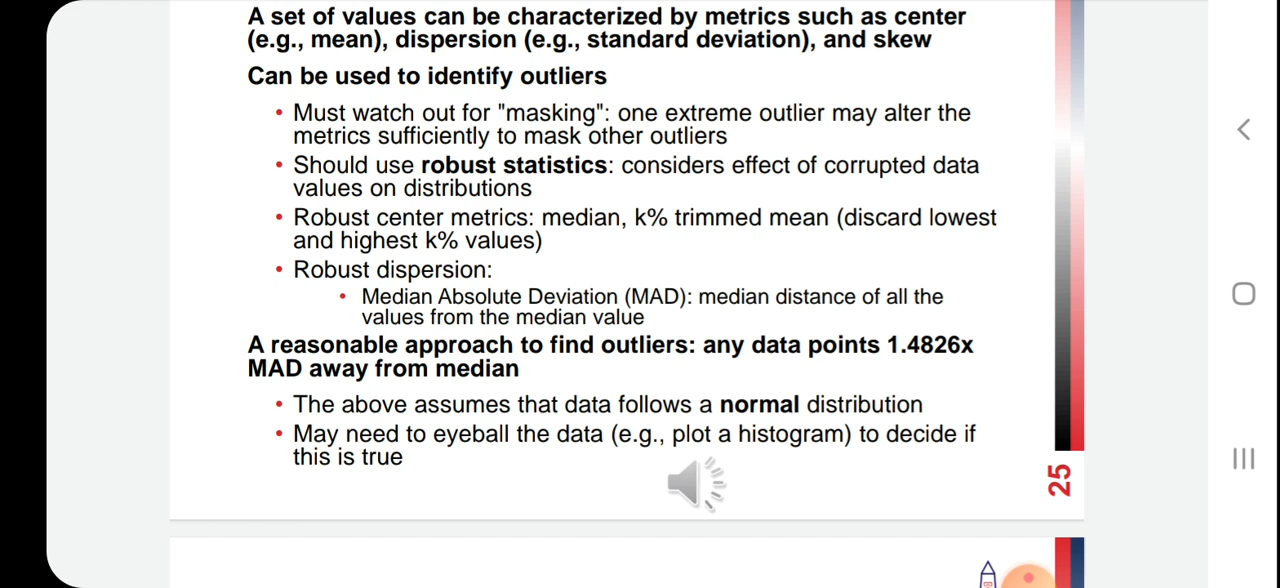 A set of values can be characterized by metrics such as center
(e.g., mean), dispersion (e.g., standard deviation), and skew
Can be used to identify outliers
• Must watch out for "masking": one extreme outlier may alter the
metrics sufficiently to mask other outliers
• Should use robust statistics: considers effect of corrupted data
values on distributions
• Robust center metrics: median, k% trimmed mean (discard lowest
and highest k% values)
• Robust dispersion:
• Median Absolute Deviation (MAD): median distance of all the
values from the median value
A reasonable approach to find outliers: any data points 1.4826x
MAD away from median
• The above assumes that data follows a normal distribution
• May need to eyeball the data (e.g., plot a histogram) to decide if
this is true
25